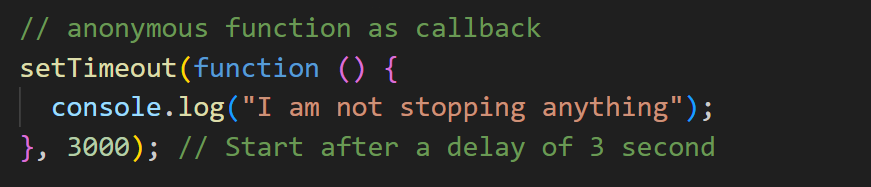 // anonymous function as callback
setTimeout(function () {
  console.log("I am not stopping anything");
}, 3000); // Start after a delay of 3 second